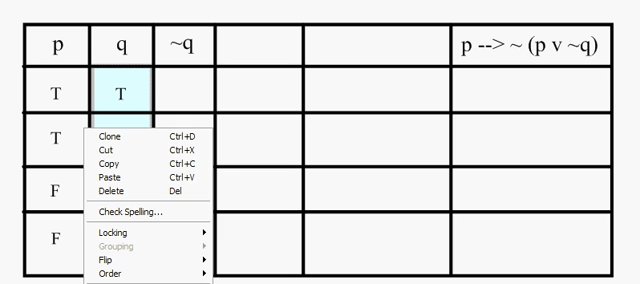 p q ~q p --> ~ (p v ~q)
T T
T
Clone Ctrl+D
Cut Ctrl+X
Copy Ctrl+C
Paste Ctrl+V
F
Delete Del
Check Spelling...
Locking
F
Grouping
Flip
Order